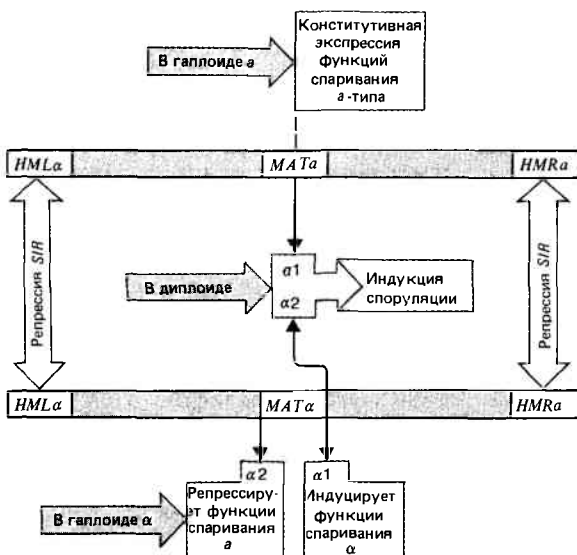 Конститутивная
экспрессия
функций
спаривания
a-типа
В гаплоиде a
HMLα
MATa
HMRa
Репрессия SIR
Репрессия SIR
В диплоиде
a1
α2
Индукция
споруляции
HMLα
MATα
HMRa
α2
Репрессиру-
ет функции
спаривания
a
α1
Индуцирует
функции
спаривания
α
В гаплоиде α